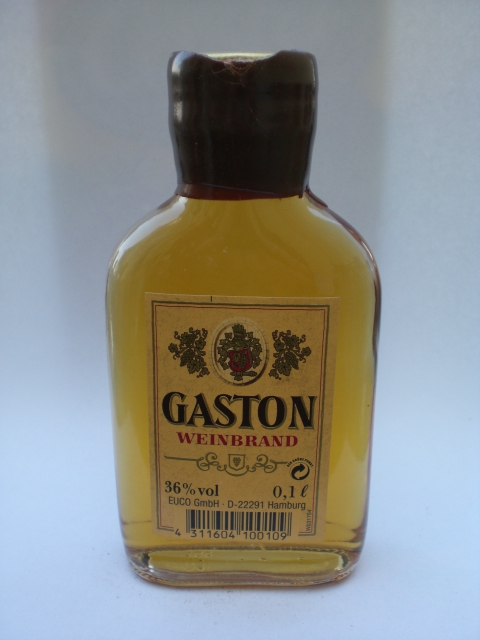 GASTON
WEINBRAND
36% vol 0,1 ℓ
EUCO GmbH · D-22291 Hamburg
4 311604 100109